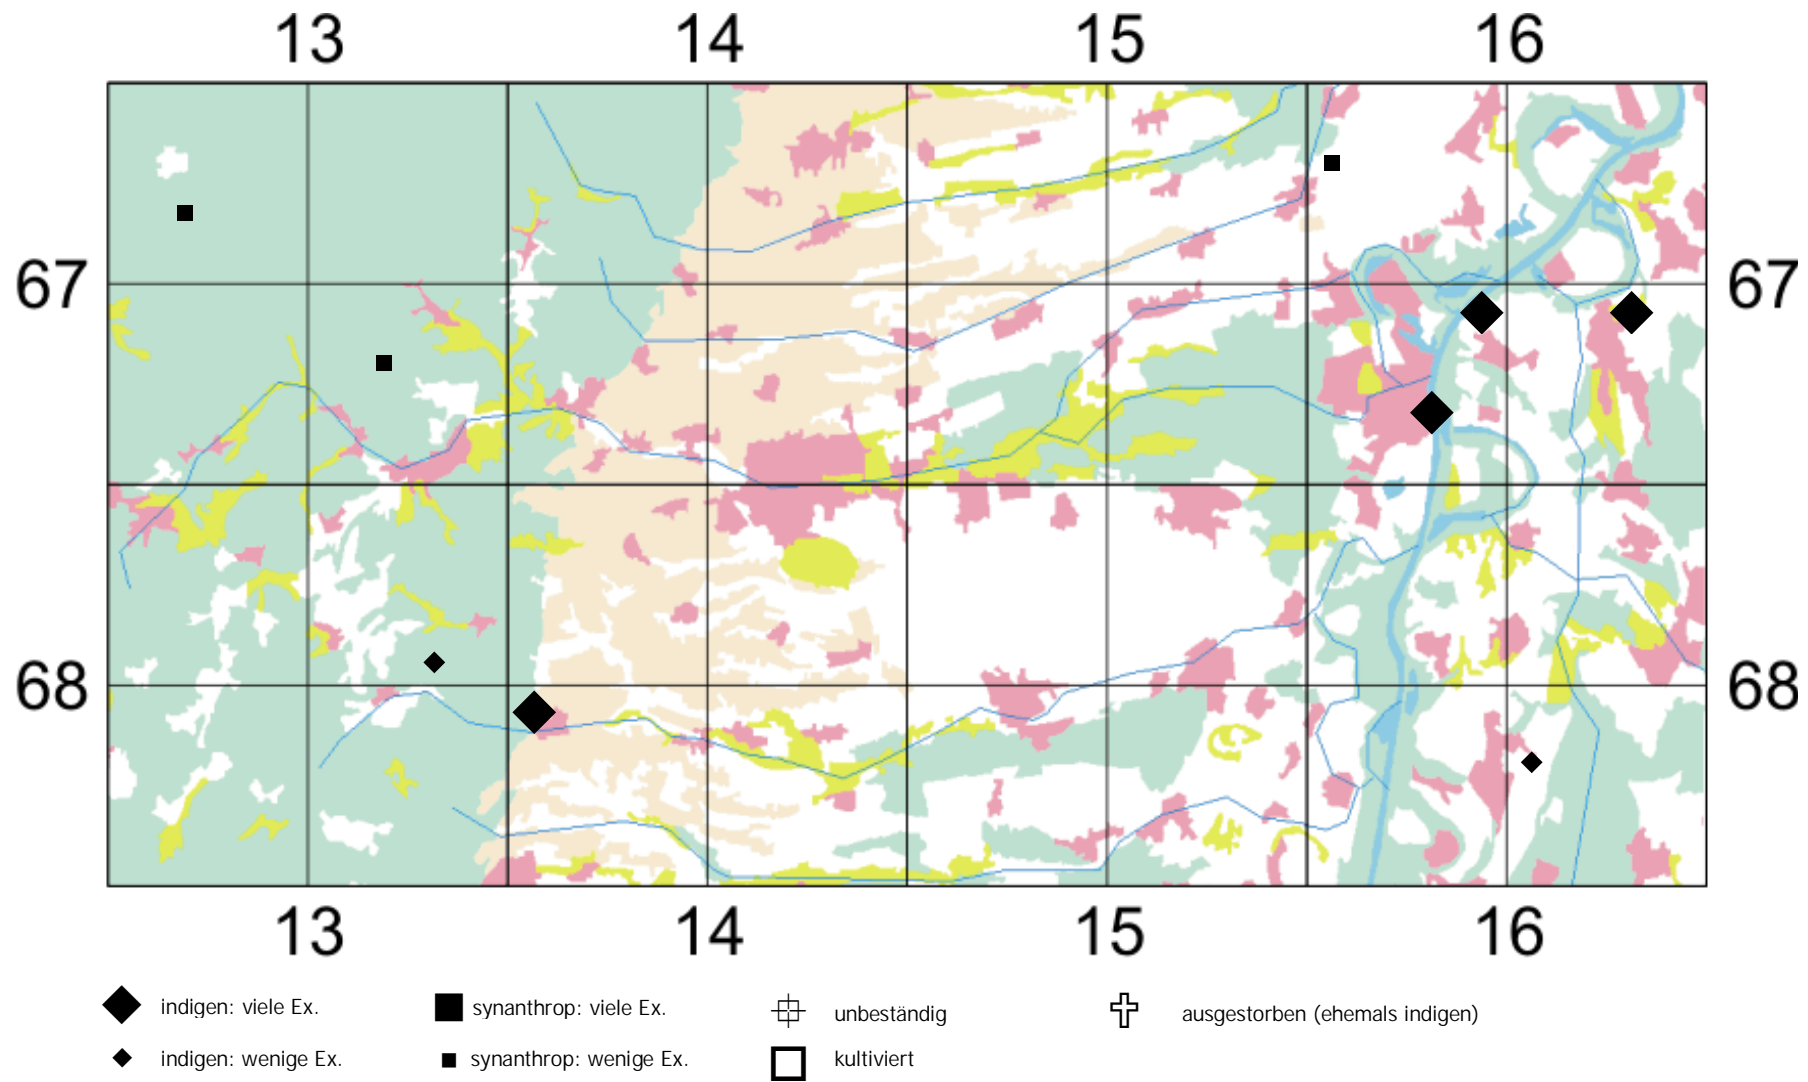 13 14 15 16
67 67
68 68
13 14 15 16
indigen: viele Ex. synanthrop: viele Ex. unbeständig ausgestorben (ehemals indigen)
indigen: wenige Ex. synanthrop: wenige Ex. kultiviert